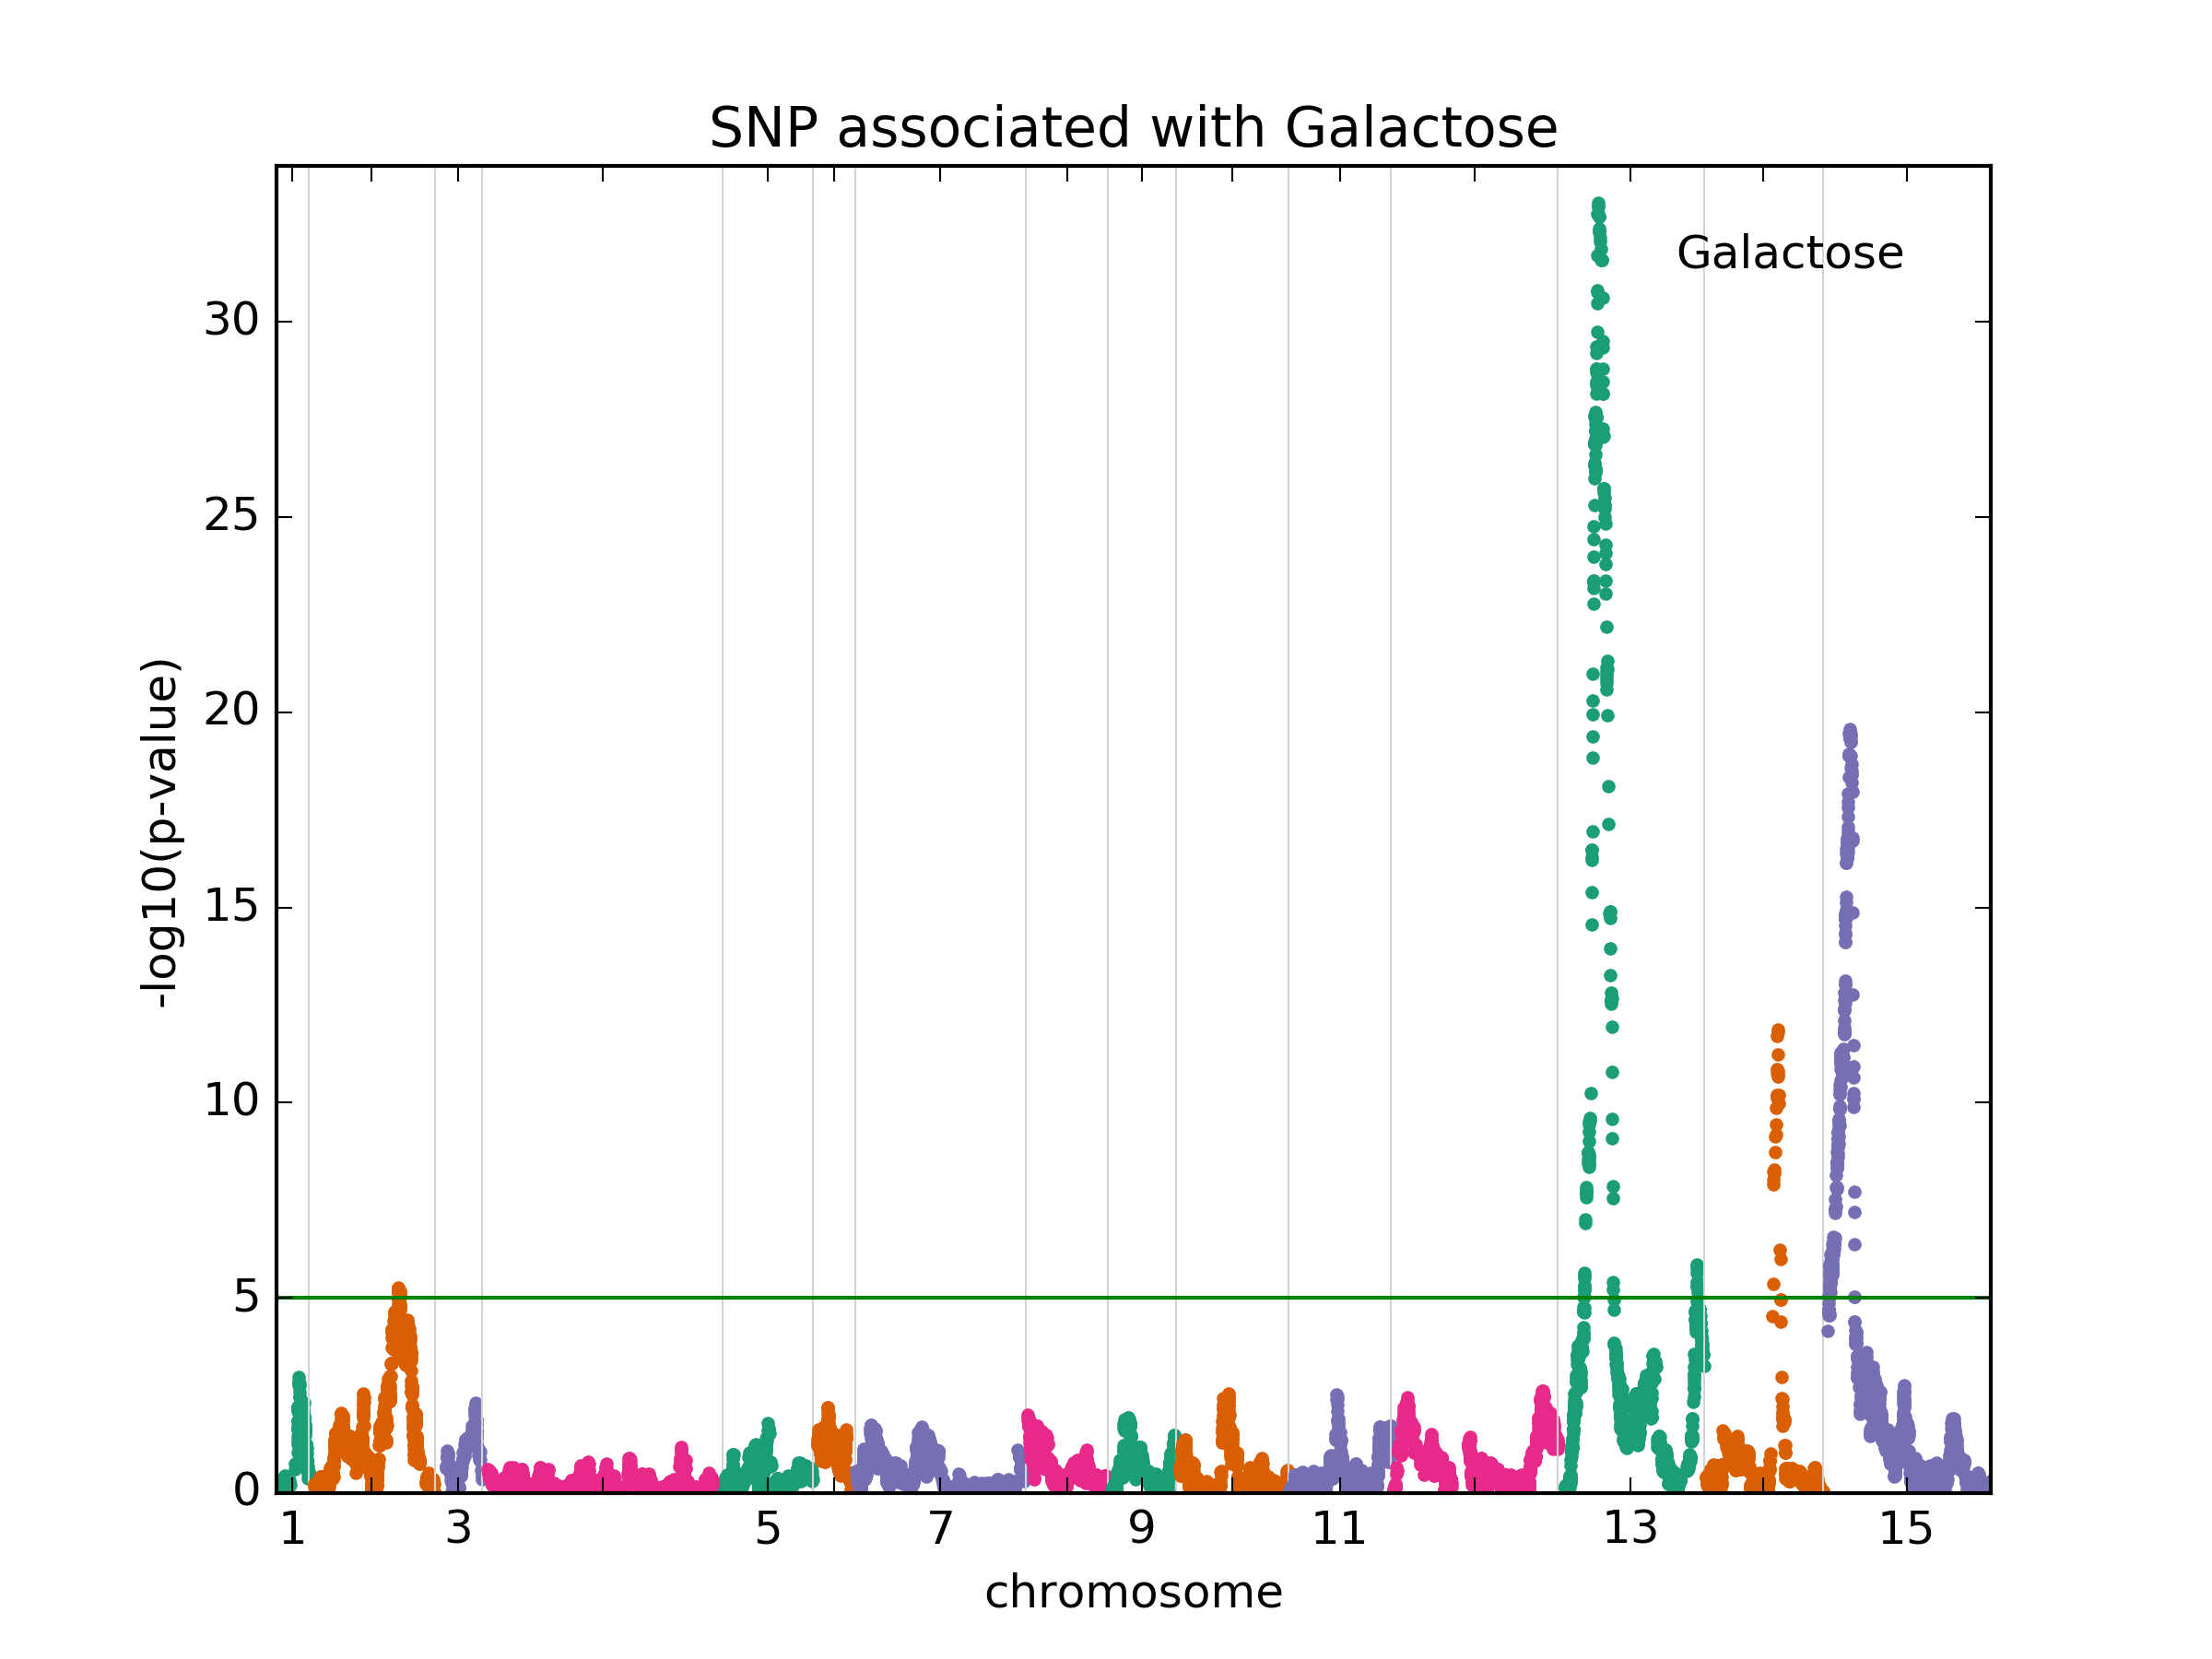 SNP associated with Galactose
Galactose
30
25
20
15
10
5
0
-log10(p-value)
1 3 5 7 9 11 13 15
chromosome